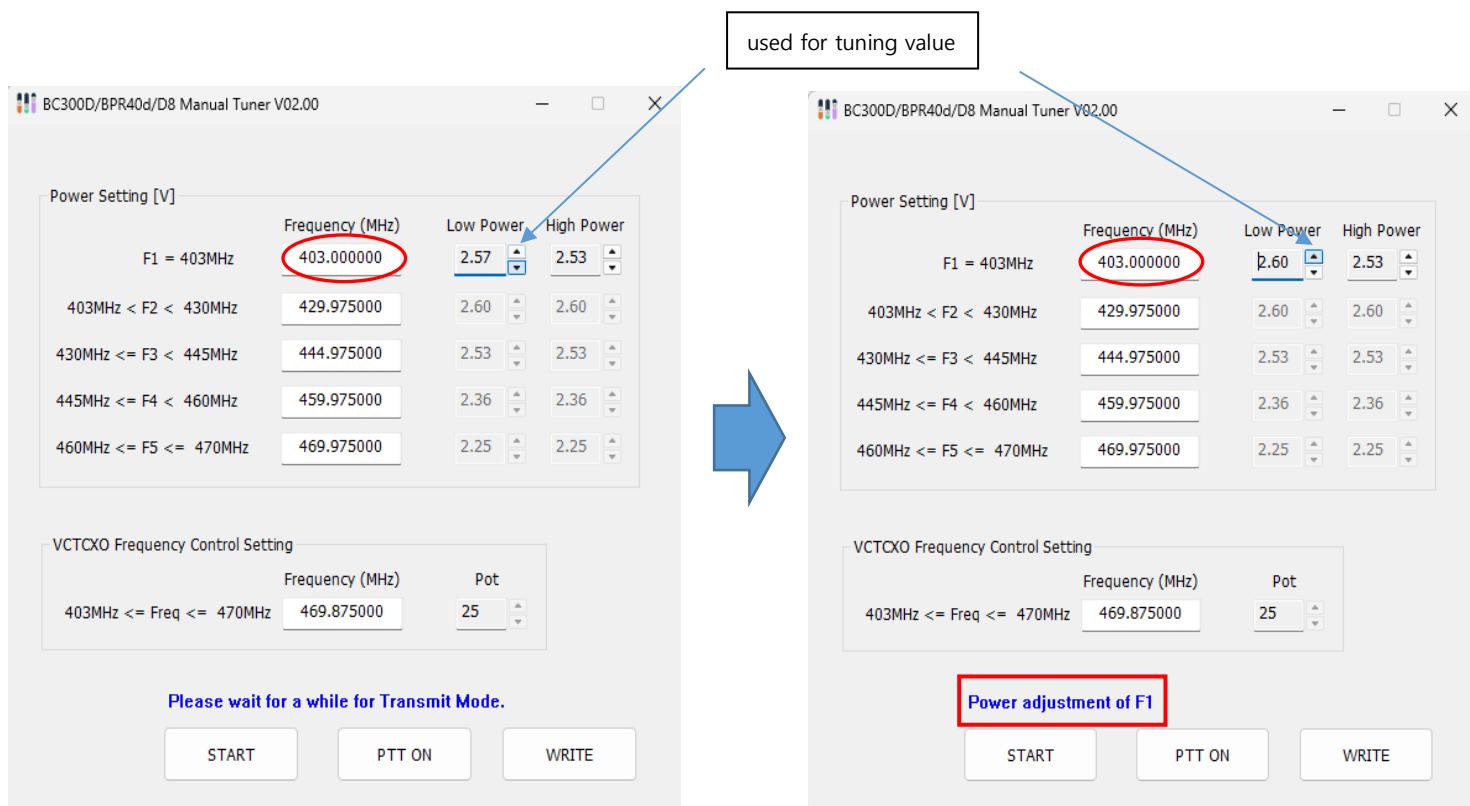 used for tuning value
BC300D/BPR40d/D8 Manual Tuner V02.00
Power Setting [V]
Frequency (MHz) Low Power High Power
F1 = 403MHz 403.000000 2.57 2.53
403MHz < F2 < 430MHz 429.975000 2.60 2.60
430MHz <= F3 < 445MHz 444.975000 2.53 2.53
445MHz <= F4 < 460MHz 459.975000 2.36 2.36
460MHz <= F5 <= 470MHz 469.975000 2.25 2.25
VCTCXO Frequency Control Setting
Frequency (MHz) Pot
403MHz <= Freq <= 470MHz 469.875000 25
Please wait for a while for Transmit Mode.
START PTT ON WRITE
BC300D/BPR40d/D8 Manual Tuner V02.00
Power Setting [V]
Frequency (MHz) Low Power High Power
F1 = 403MHz 403.000000 2.60 2.53
403MHz < F2 < 430MHz 429.975000 2.60 2.60
430MHz <= F3 < 445MHz 444.975000 2.53 2.53
445MHz <= F4 < 460MHz 459.975000 2.36 2.36
460MHz <= F5 <= 470MHz 469.975000 2.25 2.25
VCTCXO Frequency Control Setting
Frequency (MHz) Pot
403MHz <= Freq <= 470MHz 469.875000 25
Power adjustment of F1
START PTT ON WRITE